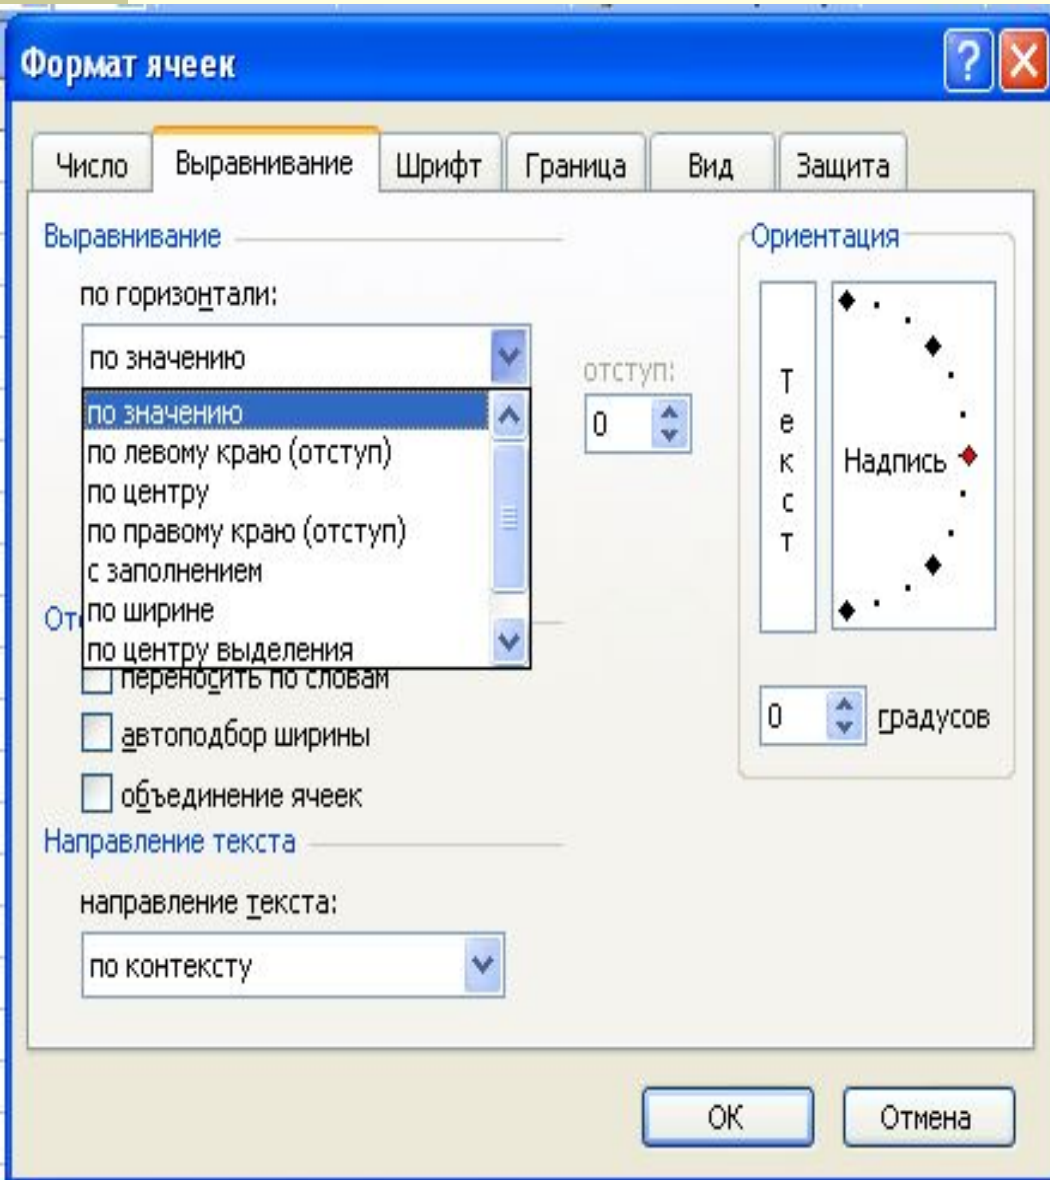 Формат ячеек
Число Выравнивание Шрифт Граница Вид Защита
Выравнивание
по горизонтали:
по значению
отступ:
0
по значению
по левому краю (отступ)
по центру
по правому краю (отступ)
с заполнением
по ширине
по центру выделения
переносить по словам
автоподбор ширины
объединение ячеек
Направление текста
направление текста:
по контексту
Ориентация
Текст
Надпись
0 градусов
ОК Отмена